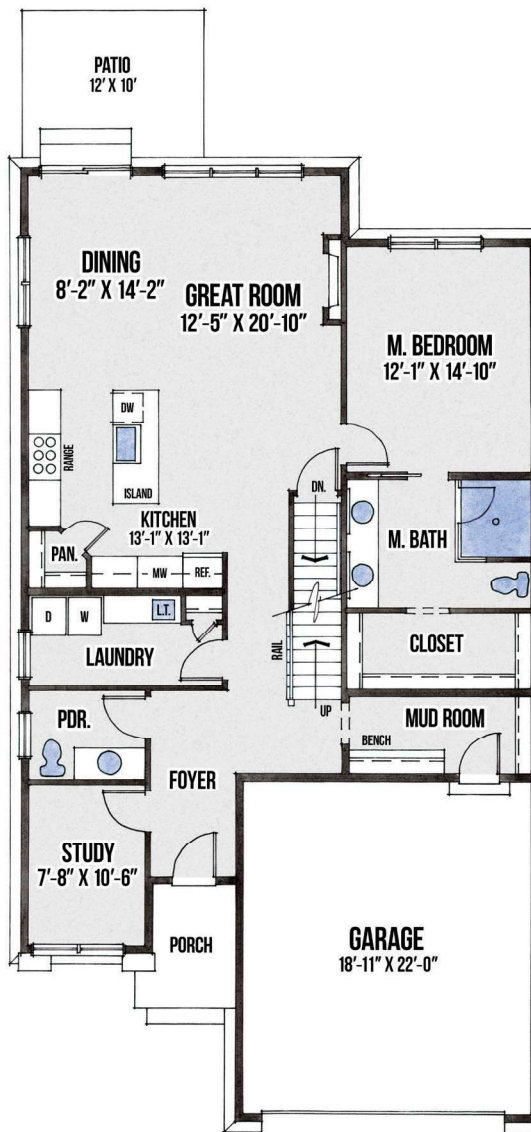 PATIO
12' X 10'
DINING
8'-2" X 14'-2"
GREAT ROOM
12'-5" X 20'-10"
M. BEDROOM
12'-1" X 14'-10"
DW
RANGE
ISLAND
KITCHEN
13'-1" X 13'-1"
PAN.
MW
REF.
DN.
M. BATH
D
W
L.T.
LAUNDRY
RAIL
UP
CLOSET
MUD ROOM
BENCH
PDR.
FOYER
STUDY
7'-8" X 10'-6"
PORCH
GARAGE
18'-11" X 22'-0"